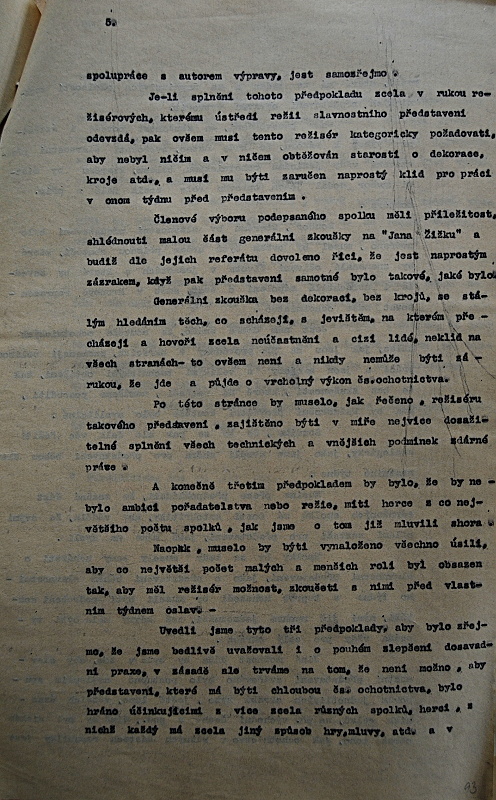 5.
spolupráce s autorem výpravy, jest samozřejmo .
Je-li splnění tohoto předpokladu zcela v rukou re-
žisérových, kterému ústředí režii slavnostního představení
odevzdá, pak ovšem musí tento režisér kategoricky požadovati,
aby nebyl ničím a v ničem obtěžován starostí o dekorace,
kroje atd., a musí mu býti zaručen naprostý klid pro práci
v onom týdnu před představením .
Členové výboru podepsaného spolku měli příležitost,
shlédnouti malou část generální zkoušky na "Jana Žižku" a
budiž dle jejich referátu dovoleno říci, že jest naprostým
zázrakem, když pak představení samotné bylo takové, jaké bylo.
Generální zkouška bez dekorací, bez krojů, se stá-
lým hledáním těch, co scházejí, s jevištěm, na kterém pře -
cházejí a hovoří zcela neúčastnění a cizí lidé, neklid na
všech stranách- to ovšem není a nikdy nemůže býti zá -
rukou, že jde a půjde o vrcholný výkon čs.ochotnictva.
Po této stránce by muselo, jak řečeno , režiséru
takového představení , zajištěno býti v míře nejvíce dosaži-
telné splnění všech technických a vnějších podmínek zdárné
práce .
A konečně třetím předpokladem by bylo, že by ne-
bylo ambicí pořadatelstva nebo režie, míti herce z co nej-
většího počtu spolků , jak jsme o tom již mluvili shora .
Naopak , muselo by býti vynaloženo všechno úsilí,
aby co největší počet malých a menších rolí byl obsazen
tak, aby měl režisér možnost, zkoušeti s nimi před vlast-
ním týdnem oslav. -
Uvedli jsme tyto tři předpoklady, aby bylo zřej-
mo, že jsme bedlivě uvažovali i o pouhém zlepšení dosavad-
ní praxe, v zásadě ale trváme na tom, že není možno , aby
představení, které má býti chloubou čs. ochotnictva, bylo
hráno účinkujícími z více zcela různých spolků, herci , z
nichž každý má zcela jiný způsob hry,mluvy, atd. a v
93